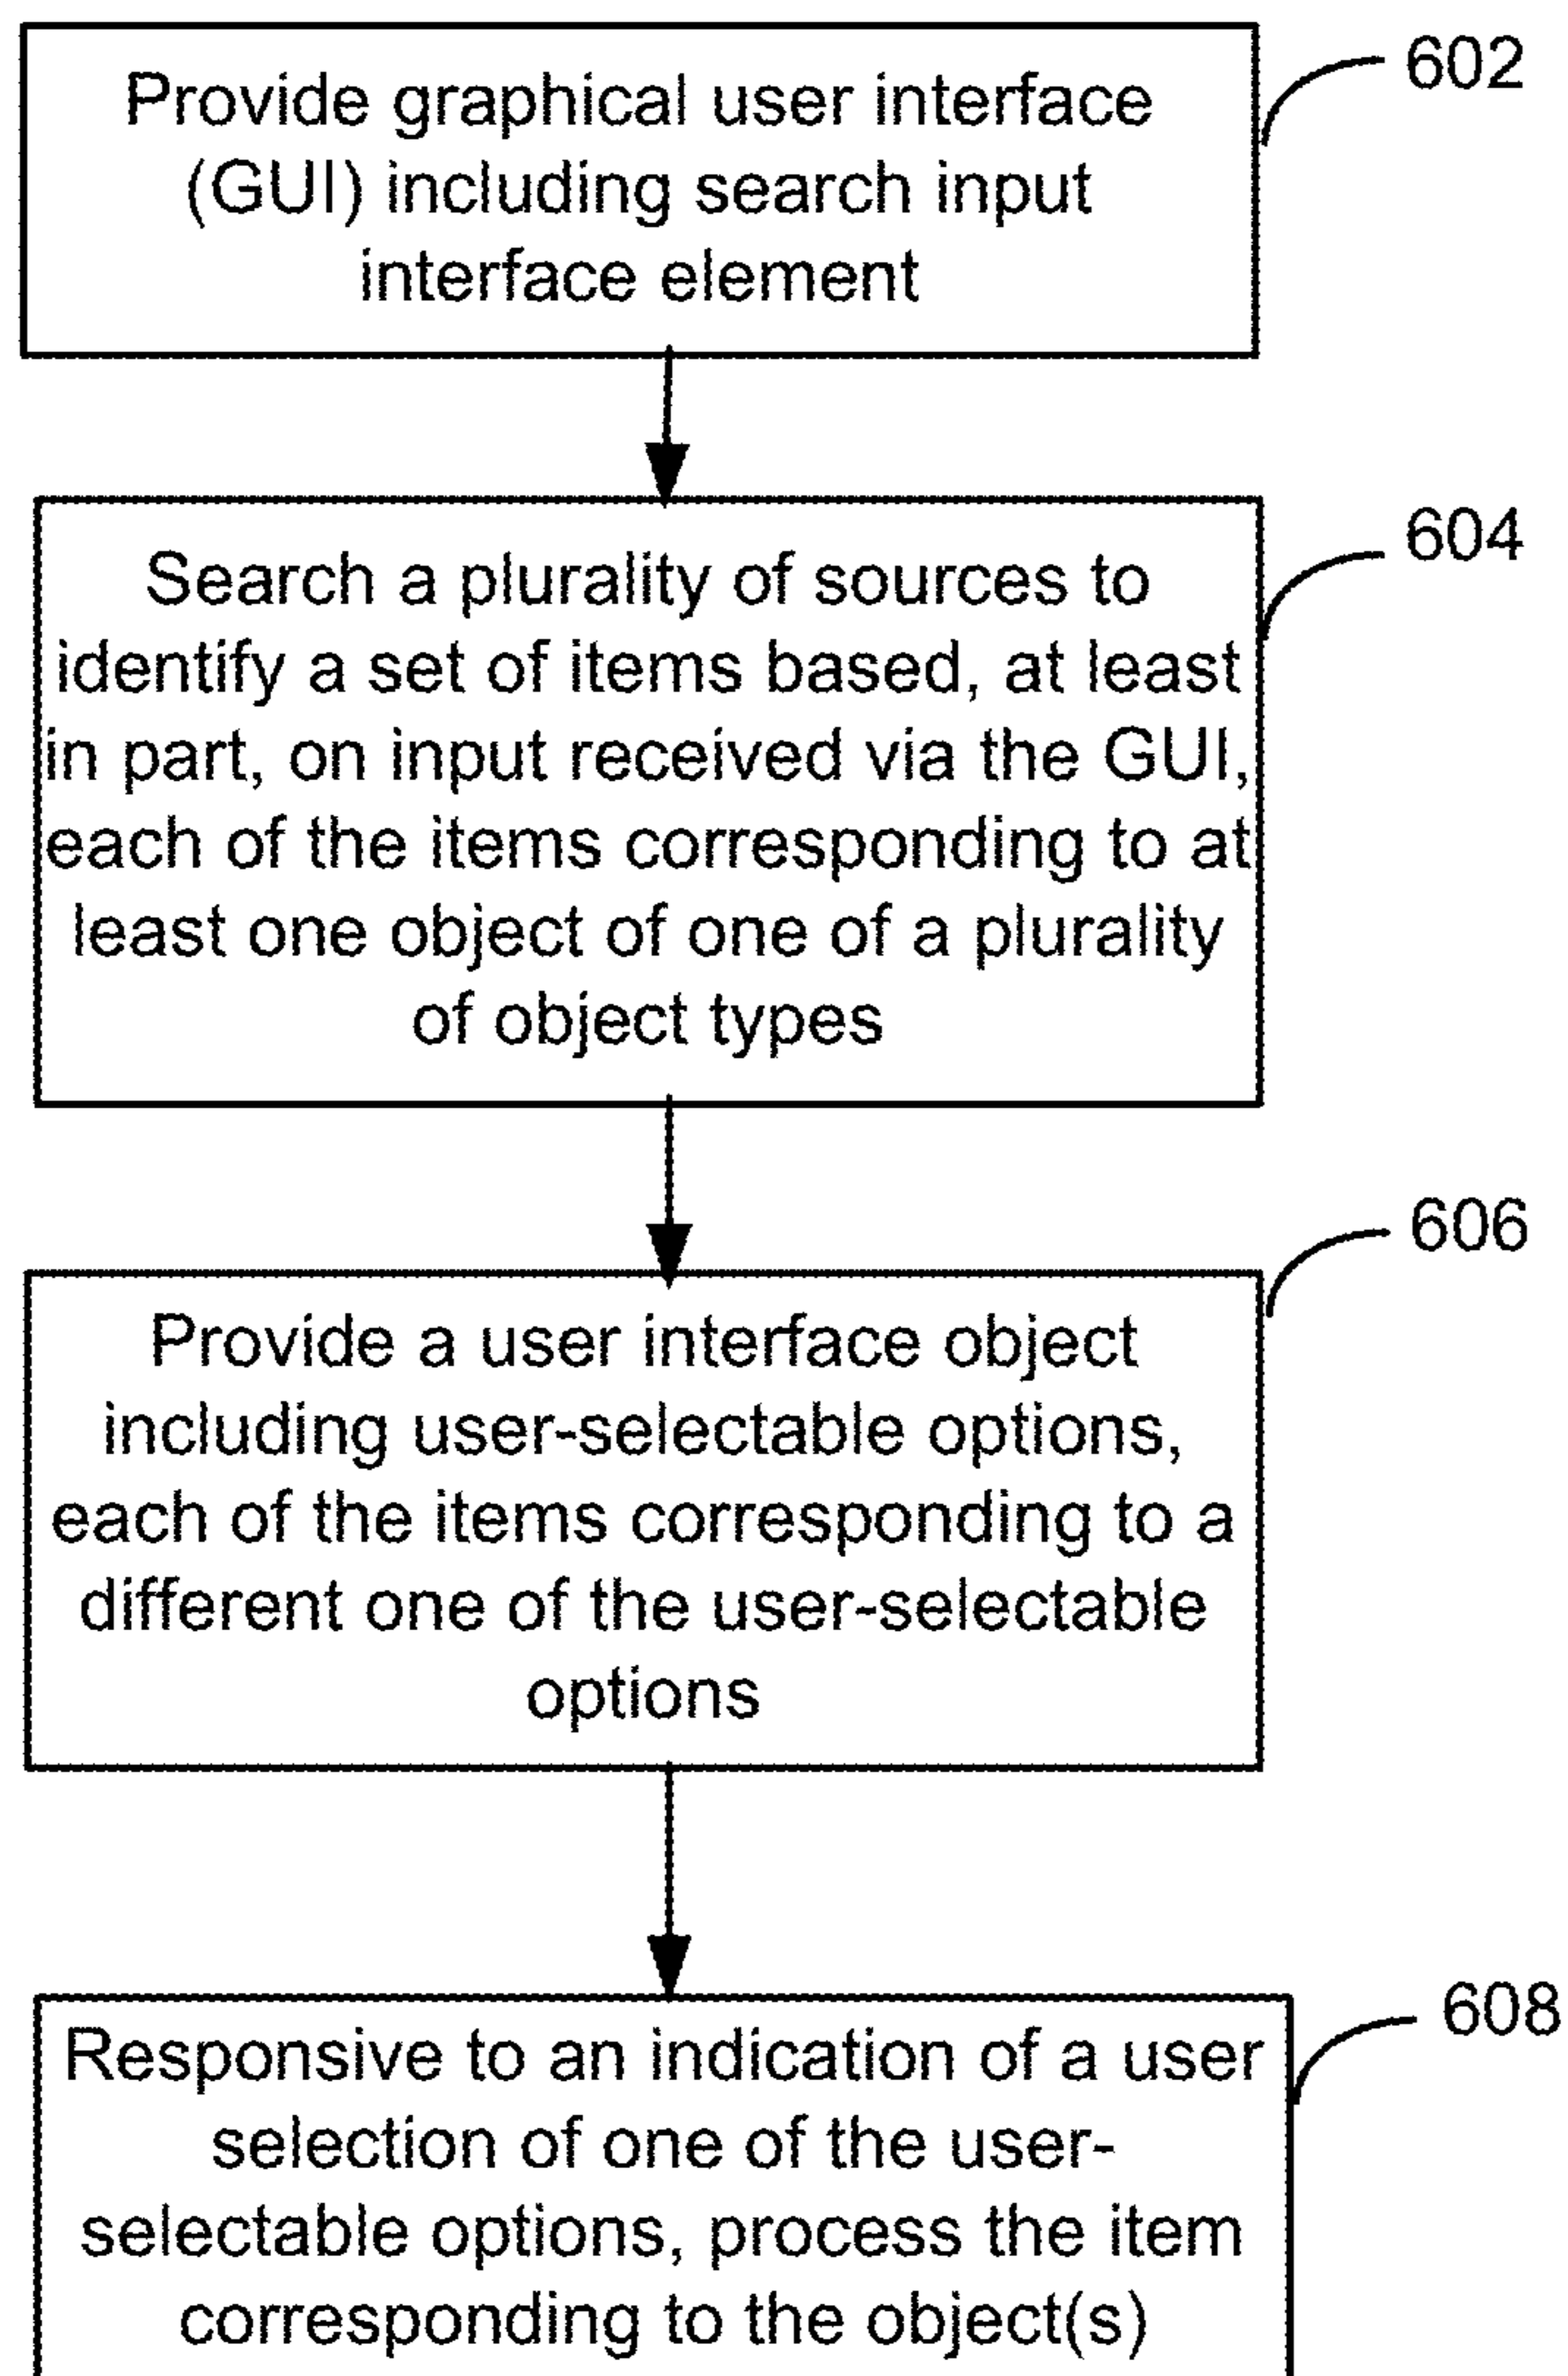 Provide graphical user interface
(GUI) including search input
interface element
602
Search a plurality of sources to
identify a set of items based, at least
in part, on input received via the GUI,
each of the items corresponding to at
least one object of one of a plurality
of object types
604
Provide a user interface object
including user-selectable options,
each of the items corresponding to a
different one of the user-selectable
options
606
Responsive to an indication of a user
selection of one of the user-
selectable options, process the item
corresponding to the object(s)
608